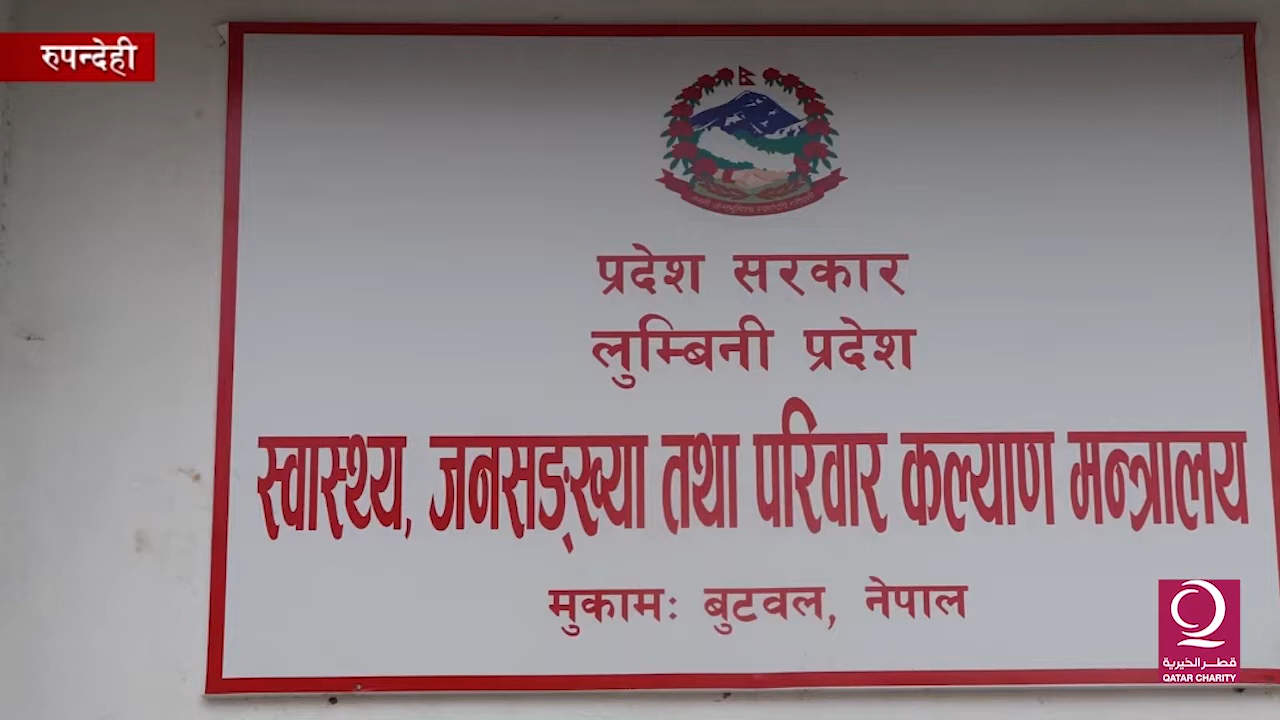 रुपन्देही
प्रदेश सरकार
लुम्बिनी प्रदेश
स्वास्थ्य, जनसङ्ख्या तथा परिवार कल्याण मन्त्रालय
मुकामः बुटवल, नेपाल
قطر الخيرية
QATAR CHARITY